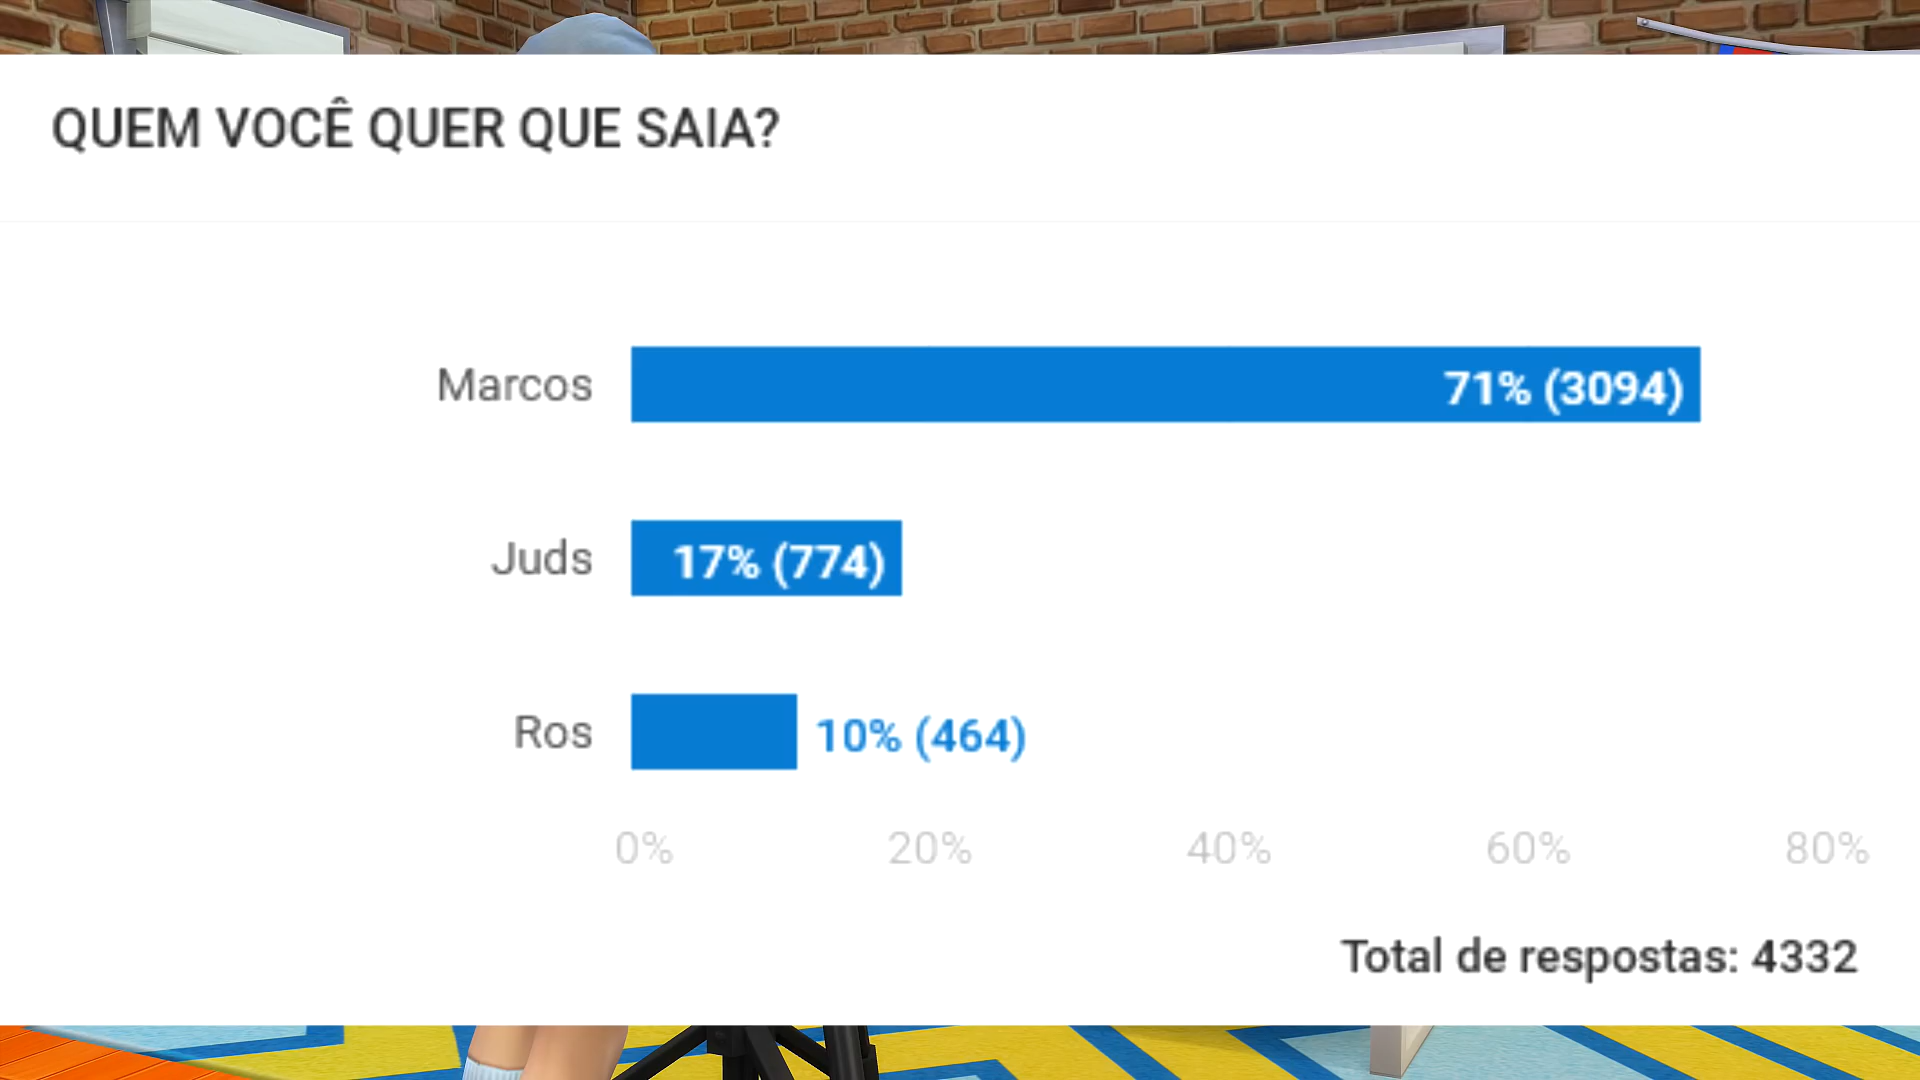 QUEM VOCÊ QUER QUE SAIA?
Marcos 71% (3094)
Juds 17% (774)
Ros 10% (464)
0% 20% 40% 60% 80%
Total de respostas: 4332